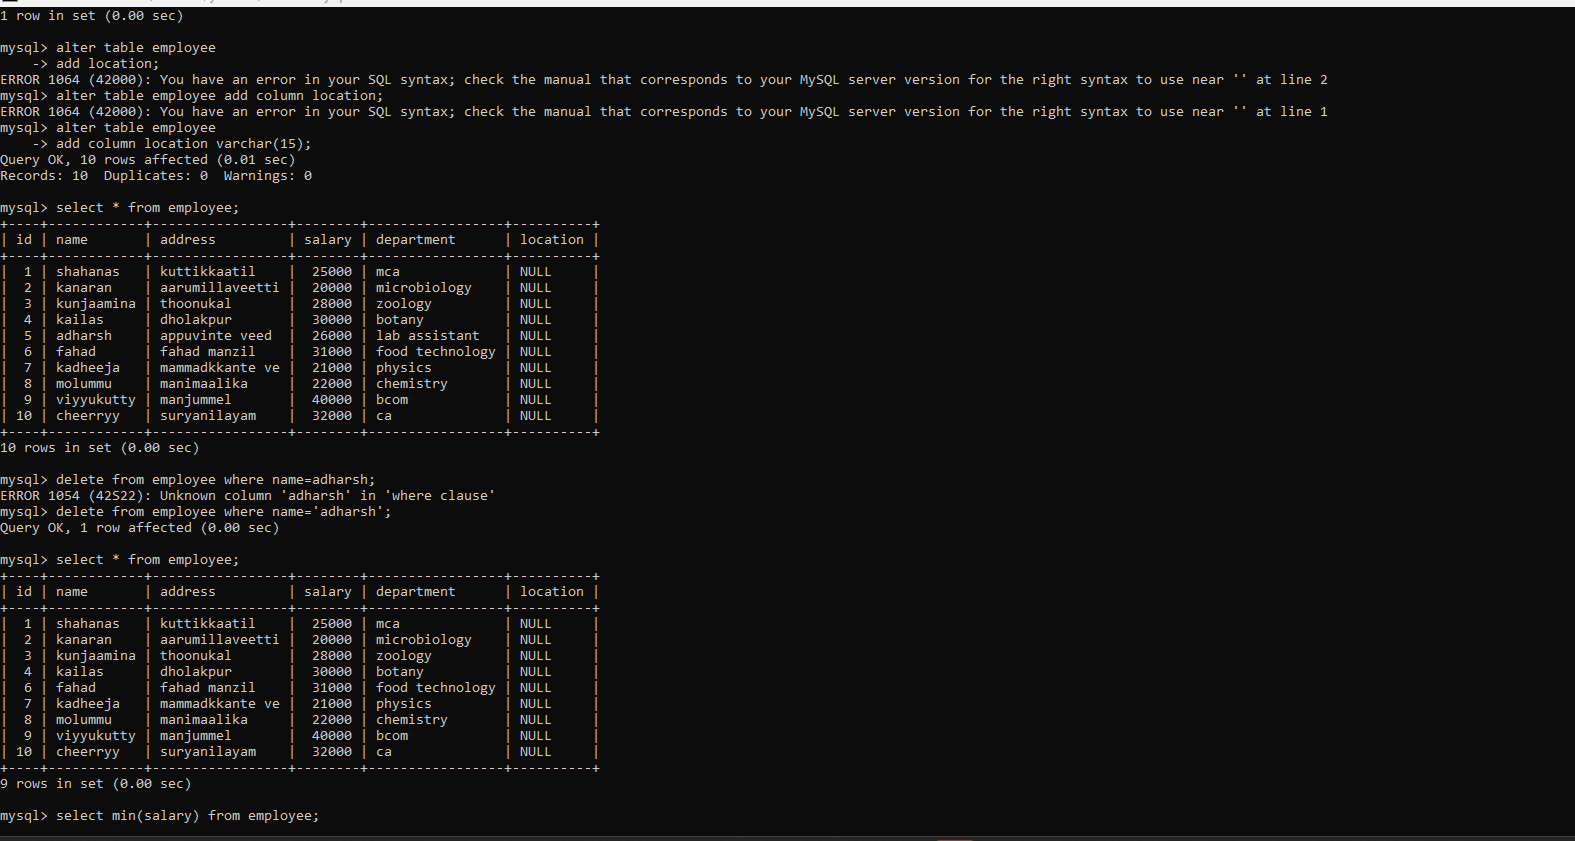 1 row in set (0.00 sec)

mysql> alter table employee
    -> add location;
ERROR 1064 (42000): You have an error in your SQL syntax; check the manual that corresponds to your MySQL server version for the right syntax to use near '' at line 2
mysql> alter table employee add column location;
ERROR 1064 (42000): You have an error in your SQL syntax; check the manual that corresponds to your MySQL server version for the right syntax to use near '' at line 1
mysql> alter table employee
    -> add column location varchar(15);
Query OK, 10 rows affected (0.01 sec)
Records: 10  Duplicates: 0  Warnings: 0

mysql> select * from employee;
+----+------------+-----------------+--------+-----------------+----------+
| id | name       | address         | salary | department      | location |
+----+------------+-----------------+--------+-----------------+----------+
|  1 | shahanas   | kuttikkaatil    |  25000 | mca             | NULL     |
|  2 | kanaran    | aarumillaveetti |  20000 | microbiology    | NULL     |
|  3 | kunjaamina | thoonukal       |  28000 | zoology         | NULL     |
|  4 | kailas     | dholakpur       |  30000 | botany          | NULL     |
|  5 | adharsh    | appuvinte veed  |  26000 | lab assistant   | NULL     |
|  6 | fahad      | fahad manzil    |  31000 | food technology | NULL     |
|  7 | kadheeja   | mammadkkante ve |  21000 | physics         | NULL     |
|  8 | molummu    | manimaalika     |  22000 | chemistry       | NULL     |
|  9 | viyyukutty | manjummel       |  40000 | bcom            | NULL     |
| 10 | cheerryy   | suryanilayam    |  32000 | ca              | NULL     |
+----+------------+-----------------+--------+-----------------+----------+
10 rows in set (0.00 sec)

mysql> delete from employee where name=adharsh;
ERROR 1054 (42S22): Unknown column 'adharsh' in 'where clause'
mysql> delete from employee where name='adharsh';
Query OK, 1 row affected (0.00 sec)

mysql> select * from employee;
+----+------------+-----------------+--------+-----------------+----------+
| id | name       | address         | salary | department      | location |
+----+------------+-----------------+--------+-----------------+----------+
|  1 | shahanas   | kuttikkaatil    |  25000 | mca             | NULL     |
|  2 | kanaran    | aarumillaveetti |  20000 | microbiology    | NULL     |
|  3 | kunjaamina | thoonukal       |  28000 | zoology         | NULL     |
|  4 | kailas     | dholakpur       |  30000 | botany          | NULL     |
|  6 | fahad      | fahad manzil    |  31000 | food technology | NULL     |
|  7 | kadheeja   | mammadkkante ve |  21000 | physics         | NULL     |
|  8 | molummu    | manimaalika     |  22000 | chemistry       | NULL     |
|  9 | viyyukutty | manjummel       |  40000 | bcom            | NULL     |
| 10 | cheerryy   | suryanilayam    |  32000 | ca              | NULL     |
+----+------------+-----------------+--------+-----------------+----------+
9 rows in set (0.00 sec)

mysql> select min(salary) from employee;